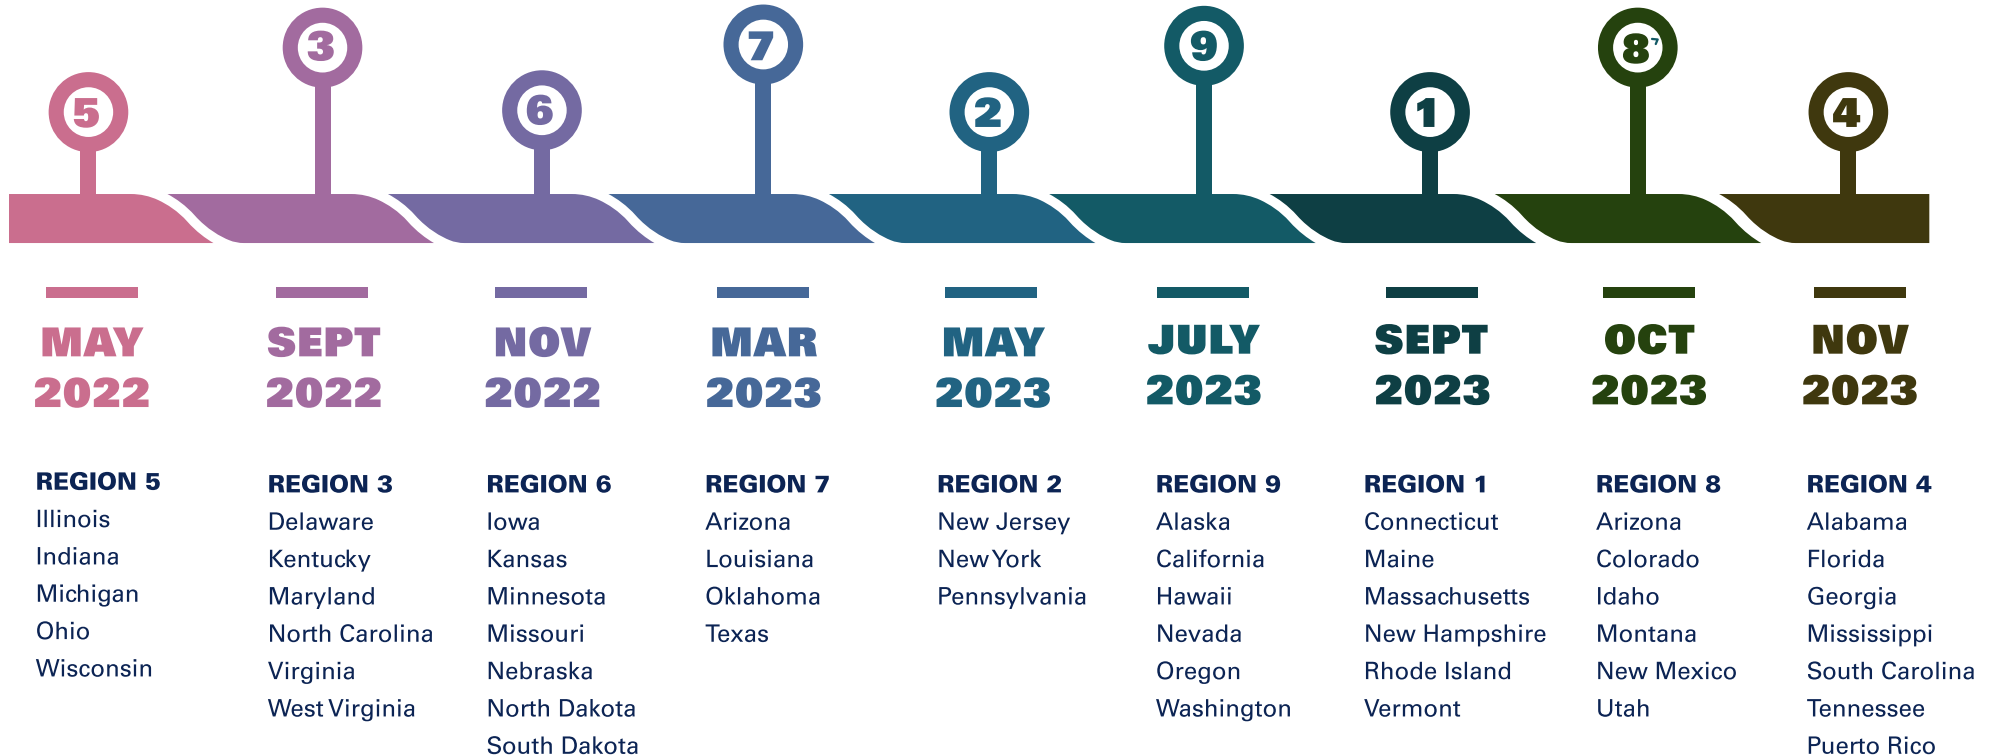 5
3
6
7
2
9
1
8⁷
4
MAY
2022
SEPT
2022
NOV
2022
MAR
2023
MAY
2023
JULY
2023
SEPT
2023
OCT
2023
NOV
2023
REGION 5
Illinois
Indiana
Michigan
Ohio
Wisconsin
REGION 3
Delaware
Kentucky
Maryland
North Carolina
Virginia
West Virginia
REGION 6
Iowa
Kansas
Minnesota
Missouri
Nebraska
North Dakota
South Dakota
REGION 7
Arizona
Louisiana
Oklahoma
Texas
REGION 2
New Jersey
New York
Pennsylvania
REGION 9
Alaska
California
Hawaii
Nevada
Oregon
Washington
REGION 1
Connecticut
Maine
Massachusetts
New Hampshire
Rhode Island
Vermont
REGION 8
Arizona
Colorado
Idaho
Montana
New Mexico
Utah
REGION 4
Alabama
Florida
Georgia
Mississippi
South Carolina
Tennessee
Puerto Rico